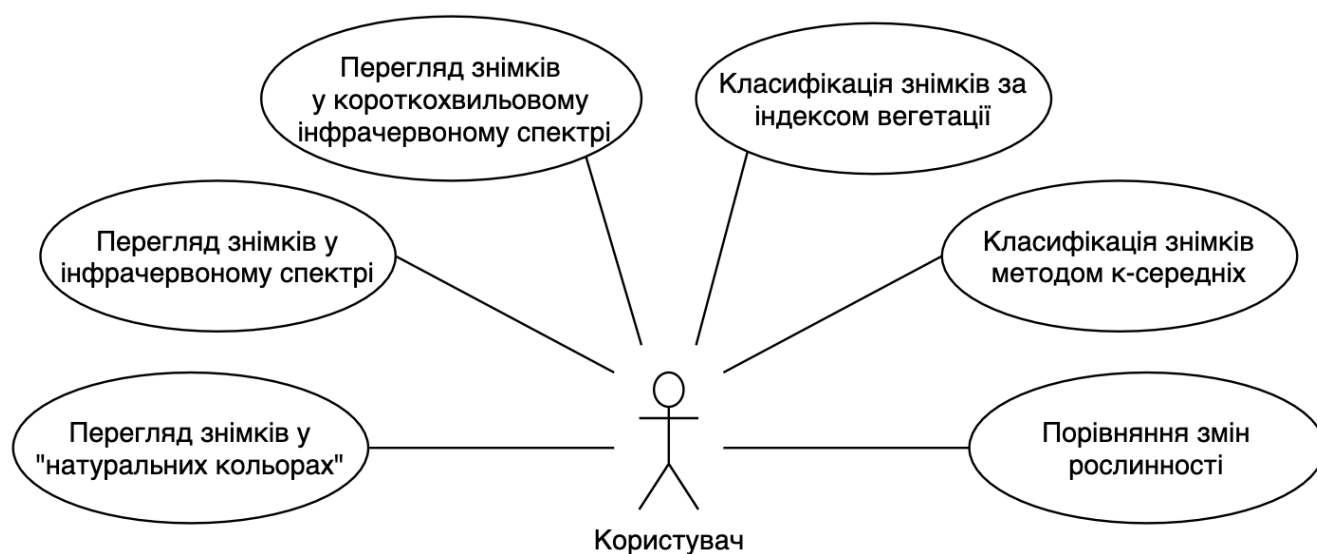 Перегляд знімків
у короткохвильовому
інфрачервоному спектрі
Класифікація знімків за
індексом вегетації
Перегляд знімків у
інфрачервоному спектрі
Класифікація знімків
методом к-середніх
Перегляд знімків у
"натуральних кольорах"
Порівняння змін
рослинності
Користувач